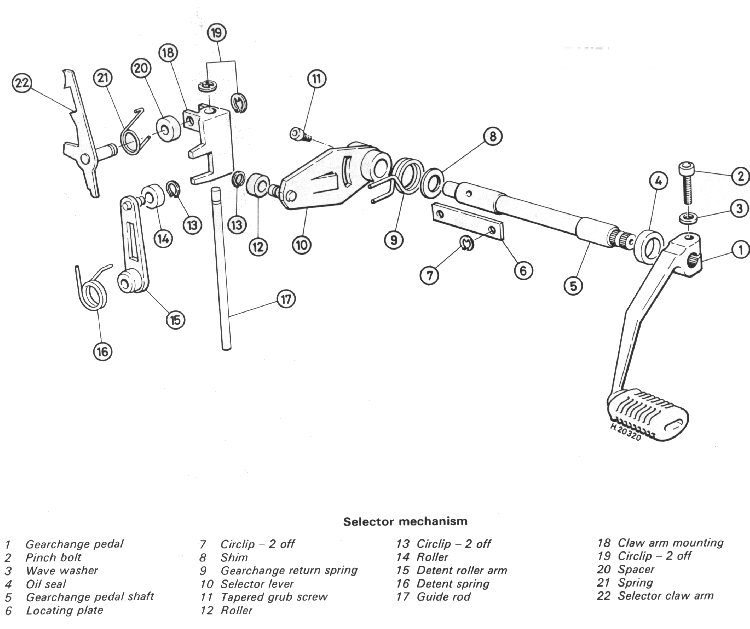 19
18
20
21
22
11
8
2
4
3
1
13
13
14
12
10
9
7
6
5
17
15
16
H.20320
Selector mechanism
1 Gearchange pedal
2 Pinch bolt
3 Wave washer
4 Oil seal
5 Gearchange pedal shaft
6 Locating plate
7 Circlip – 2 off
8 Shim
9 Gearchange return spring
10 Selector lever
11 Tapered grub screw
12 Roller
13 Circlip – 2 off
14 Roller
15 Detent roller arm
16 Detent spring
17 Guide rod
18 Claw arm mounting
19 Circlip – 2 off
20 Spacer
21 Spring
22 Selector claw arm